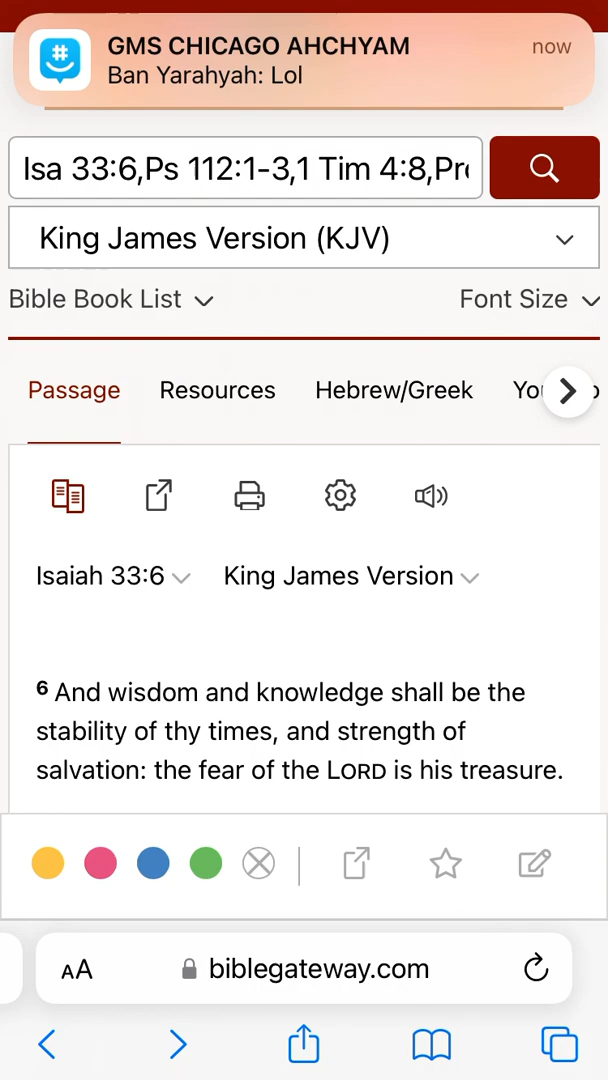 GMS CHICAGO AHCHYAM
now
Ban Yarahyah: Lol
Isa 33:6,Ps 112:1-3,1 Tim 4:8,Pr
King James Version (KJV)
Bible Book List
Font Size
Passage
Resources
Hebrew/Greek
6 And wisdom and knowledge shall be the
stability of thy times, and strength of
salvation: the fear of the LORD is his treasure.
Isaiah 33:6
King James Version
AA
biblegateway.com